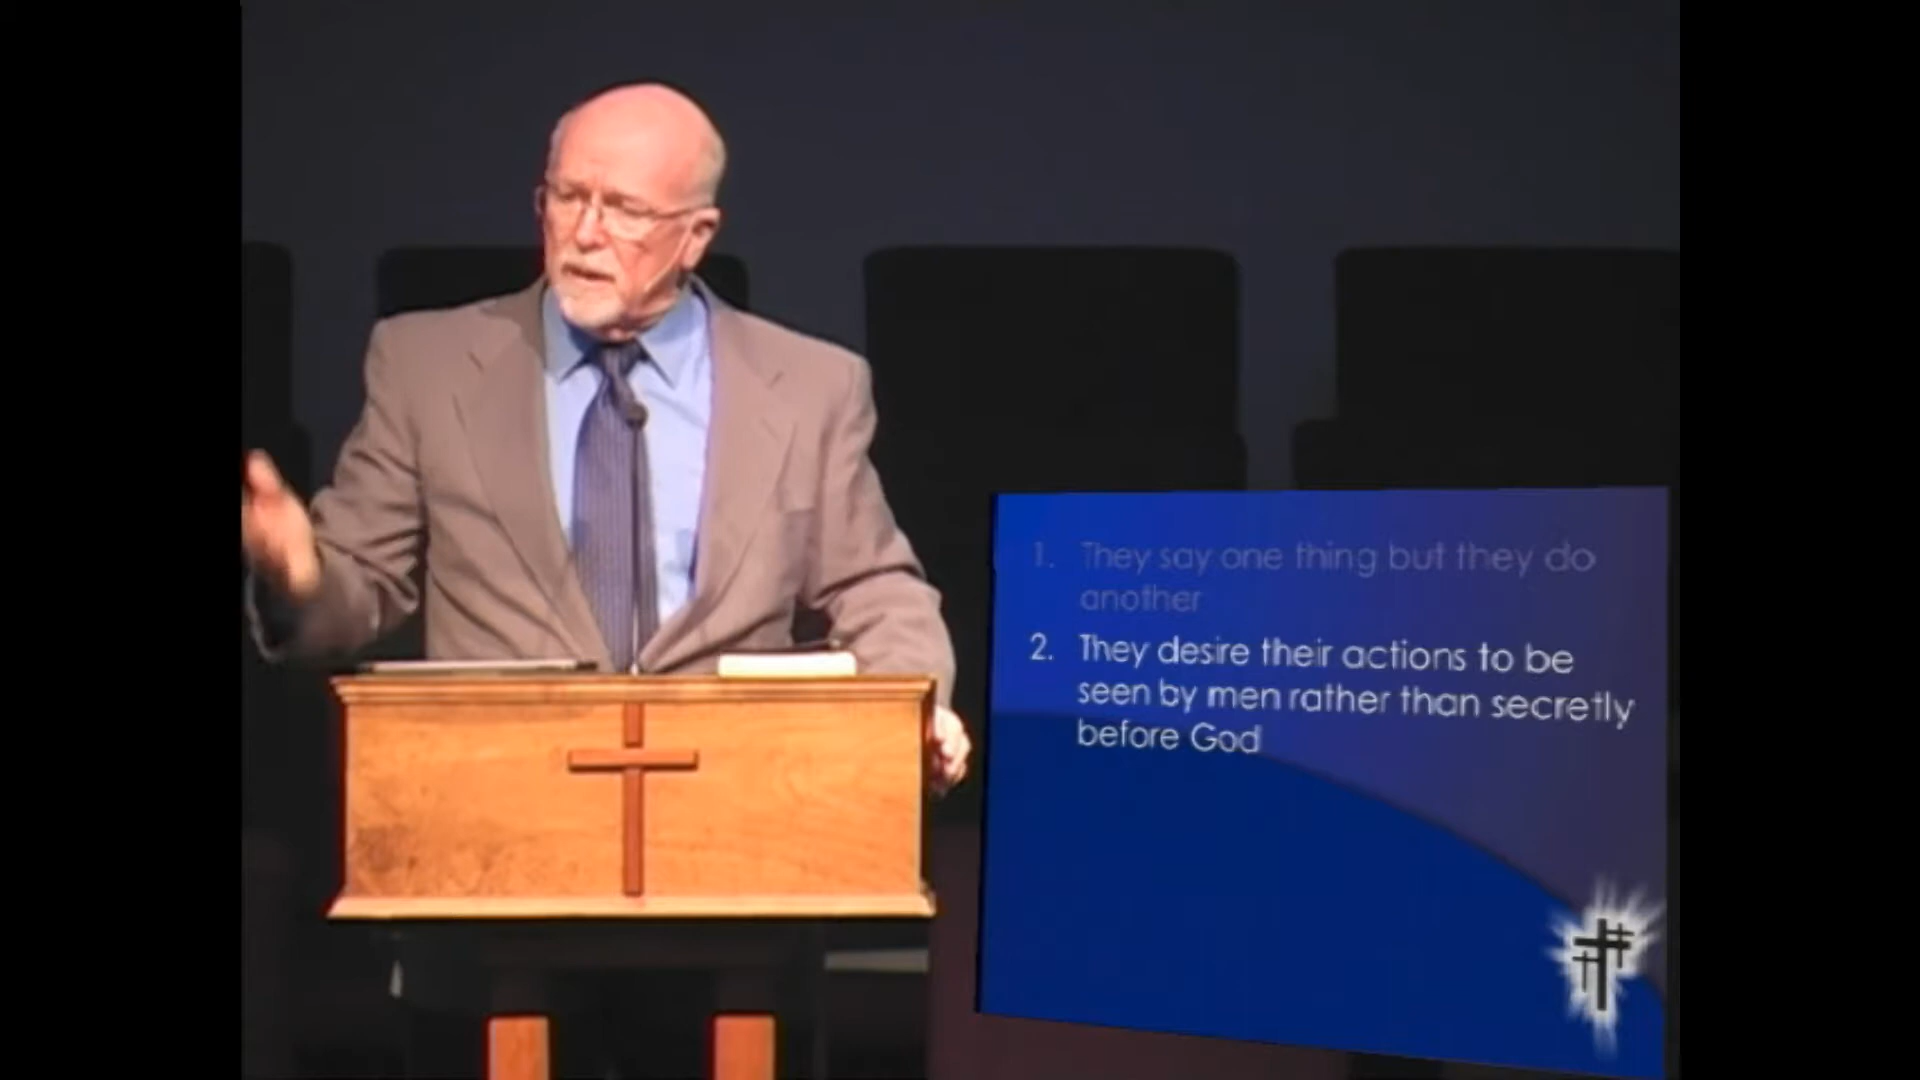 1. They say one thing but they do
another
2. They desire their actions to be
seen by men rather than secretly
before God